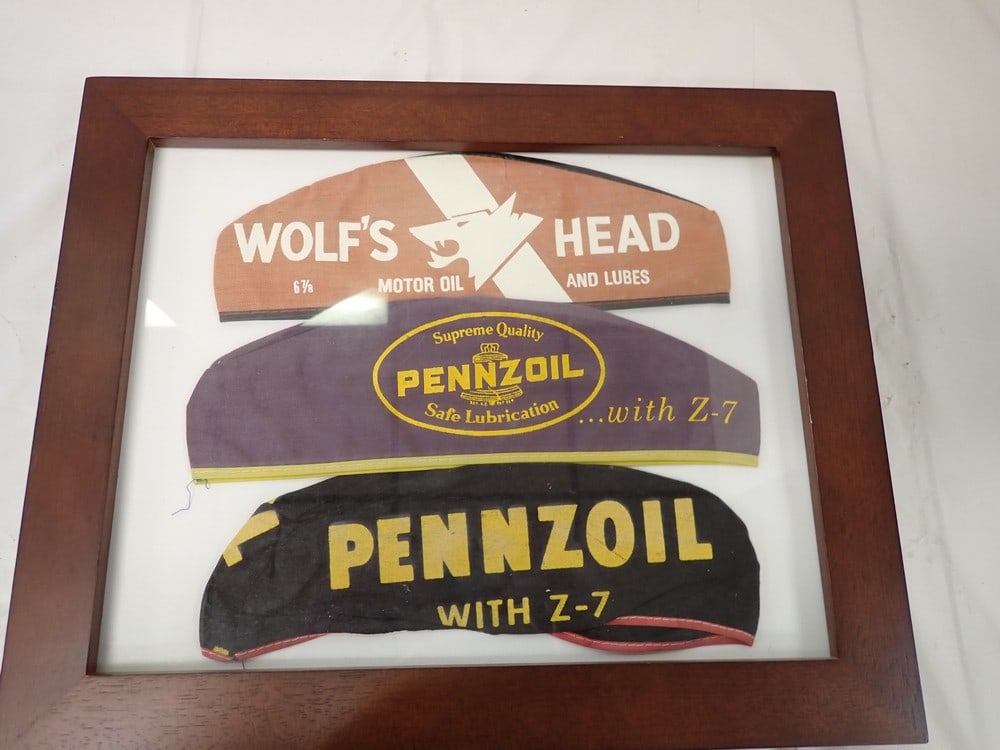 WOLF'S HEAD
6 7/8 MOTOR OIL AND LUBES
Supreme Quality
PENNZOIL
Safe Lubrication
...with Z-7
PENNZOIL
WITH Z-7